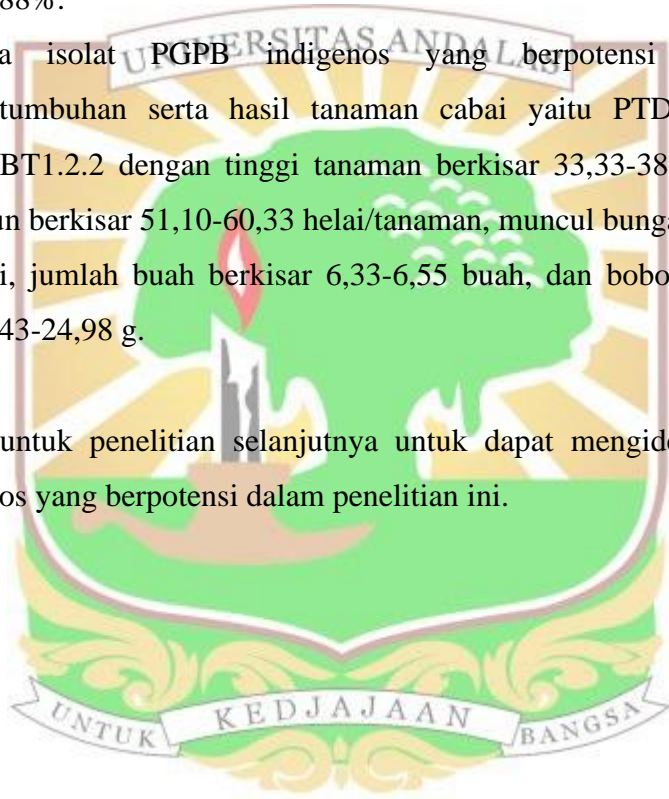 88%.
a isolat PGPB indigenos yang berpotensi
UNIVERSITAS ANDALAS
tumbuhan serta hasil tanaman cabai yaitu PTD
BT1.2.2 dengan tinggi tanaman berkisar 33,33-38
un berkisar 51,10-60,33 helai/tanaman, muncul bunga
i, jumlah buah berkisar 6,33-6,55 buah, dan bobo
43-24,98 g.
untuk penelitian selanjutnya untuk dapat mengide
os yang berpotensi dalam penelitian ini.
UNTUK KEDJAJAAN BANGSA